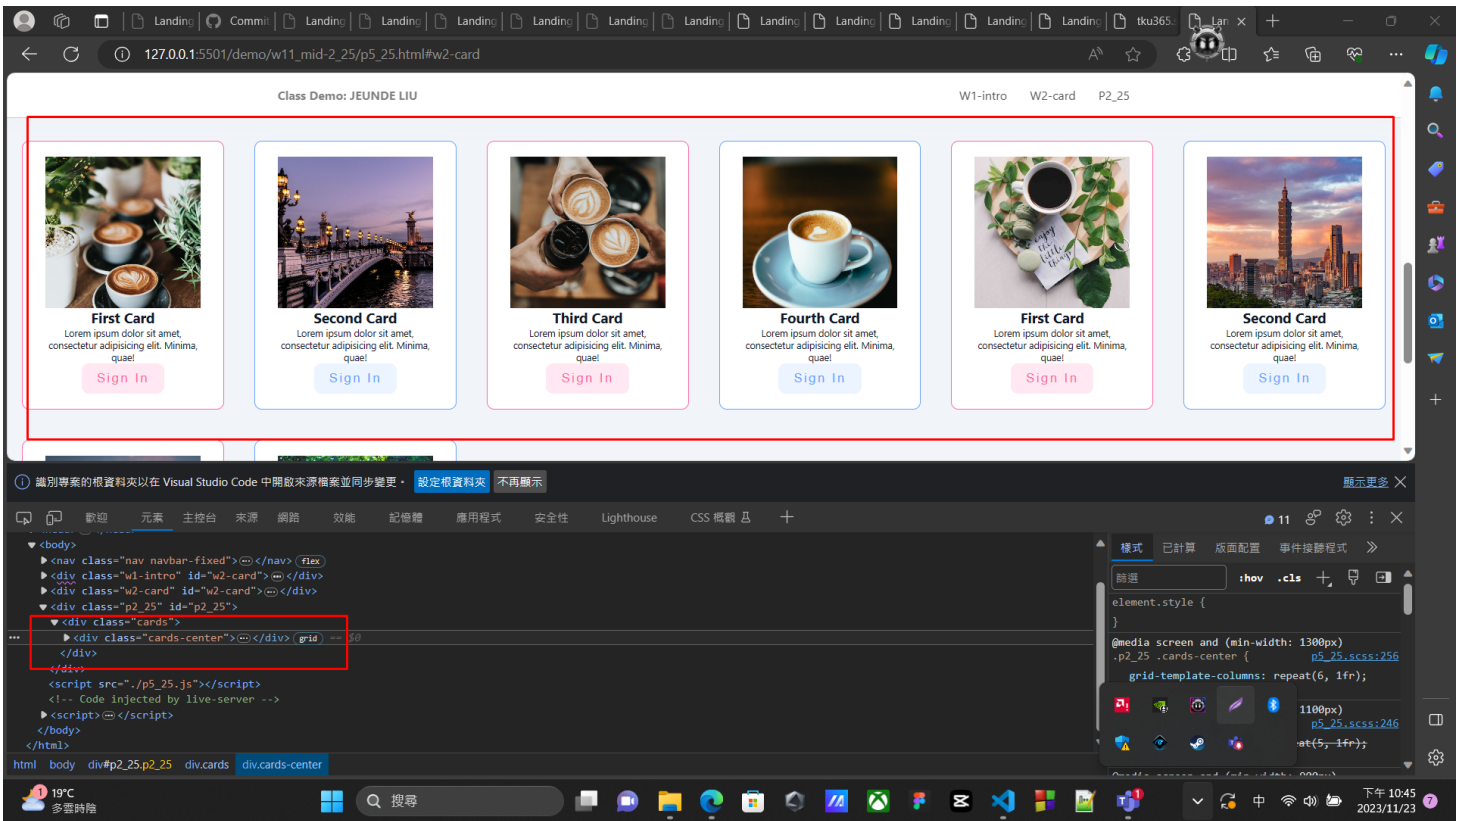 Landing
Commit
Landing
Landing
Landing
Landing
Landing
Landing
Landing
Landing
Landing
Landing
Landing
tku365.
Lan
127.0.0.1:5501/demo/w11_mid-2_25/p5_25.html#w2-card
Class Demo: JEUNDE LIU
W1-intro W2-card P2_25
enjoy the little things
First Card
Lorem ipsum dolor sit amet,
consectetur adipisicing elit. Minima,
quae!
Sign In
Second Card
Lorem ipsum dolor sit amet,
consectetur adipisicing elit. Minima,
quae!
Sign In
Third Card
Lorem ipsum dolor sit amet,
consectetur adipisicing elit. Minima,
quae!
Sign In
Fourth Card
Lorem ipsum dolor sit amet,
consectetur adipisicing elit. Minima,
quae!
Sign In
First Card
Lorem ipsum dolor sit amet,
consectetur adipisicing elit. Minima,
quae!
Sign In
Second Card
Lorem ipsum dolor sit amet,
consectetur adipisicing elit. Minima,
quae!
Sign In
識別專案的根資料夾以在 Visual Studio Code 中開啟來源檔案並同步變更。 設定根資料夾 不再顯示 顯示更多
歡迎 元素 主控台 來源 網路 效能 記憶體 應用程式 安全性 Lighthouse CSS 概觀 11
<body>
<nav class="nav navbar-fixed">…</nav> flex
<div class="w1-intro" id="w2-card">…</div>
<div class="w2-card" id="w2-card">…</div>
<div class="p2_25" id="p2_25">
<div class="cards">
<div class="cards-center">…</div> grid == $0
</div>
</div>
<script src="./p5_25.js"></script>
<!-- Code injected by live-server -->
<script>…</script>
</body>
</html>
html body div#p2_25.p2_25 div.cards div.cards-center
樣式 已計算 版面配置 事件接聽程式
篩選 :hov .cls
element.style {
}
@media screen and (min-width: 1300px)
.p2_25 .cards-center { p5_25.scss:256
grid-template-columns: repeat(6, 1fr);
1100px)
p5_25.scss:246
at(5, 1fr);
19°C
多雲時陰
搜尋
中
下午 10:45
2023/11/23
7